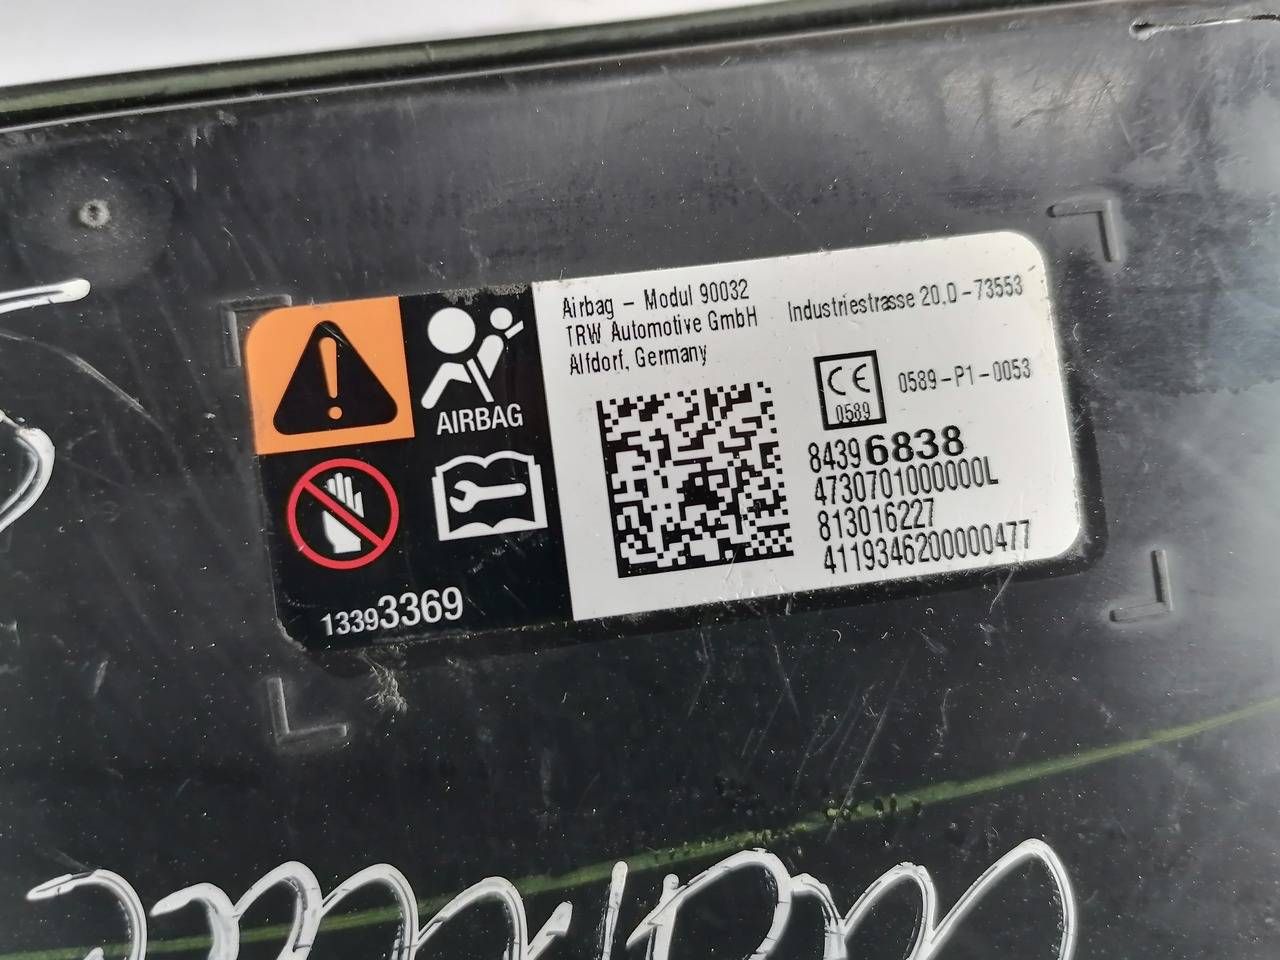 AIRBAG
13393369
Airbag – Modul 90032
TRW Automotive GmbH
Alfdorf, Germany
Industriestrasse 20,D-73553
CE
0589
0589-P1-0053
84396838
4730701000000L
813016227
4119346200000477